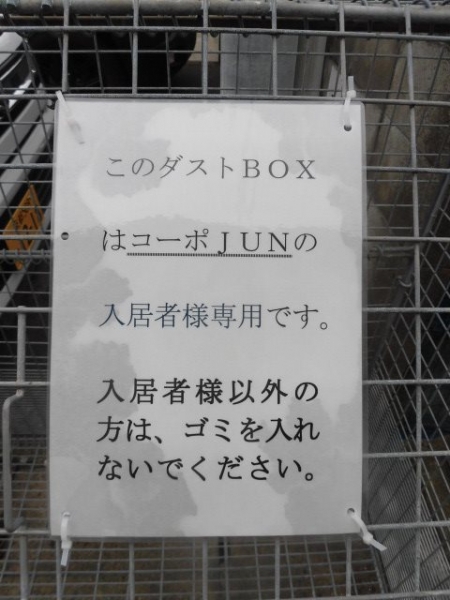 このダストＢＯＸ
はコーポＪＵＮの
入居者様専用です。
入居者様以外の
方は、ゴミを入れ
ないでください。